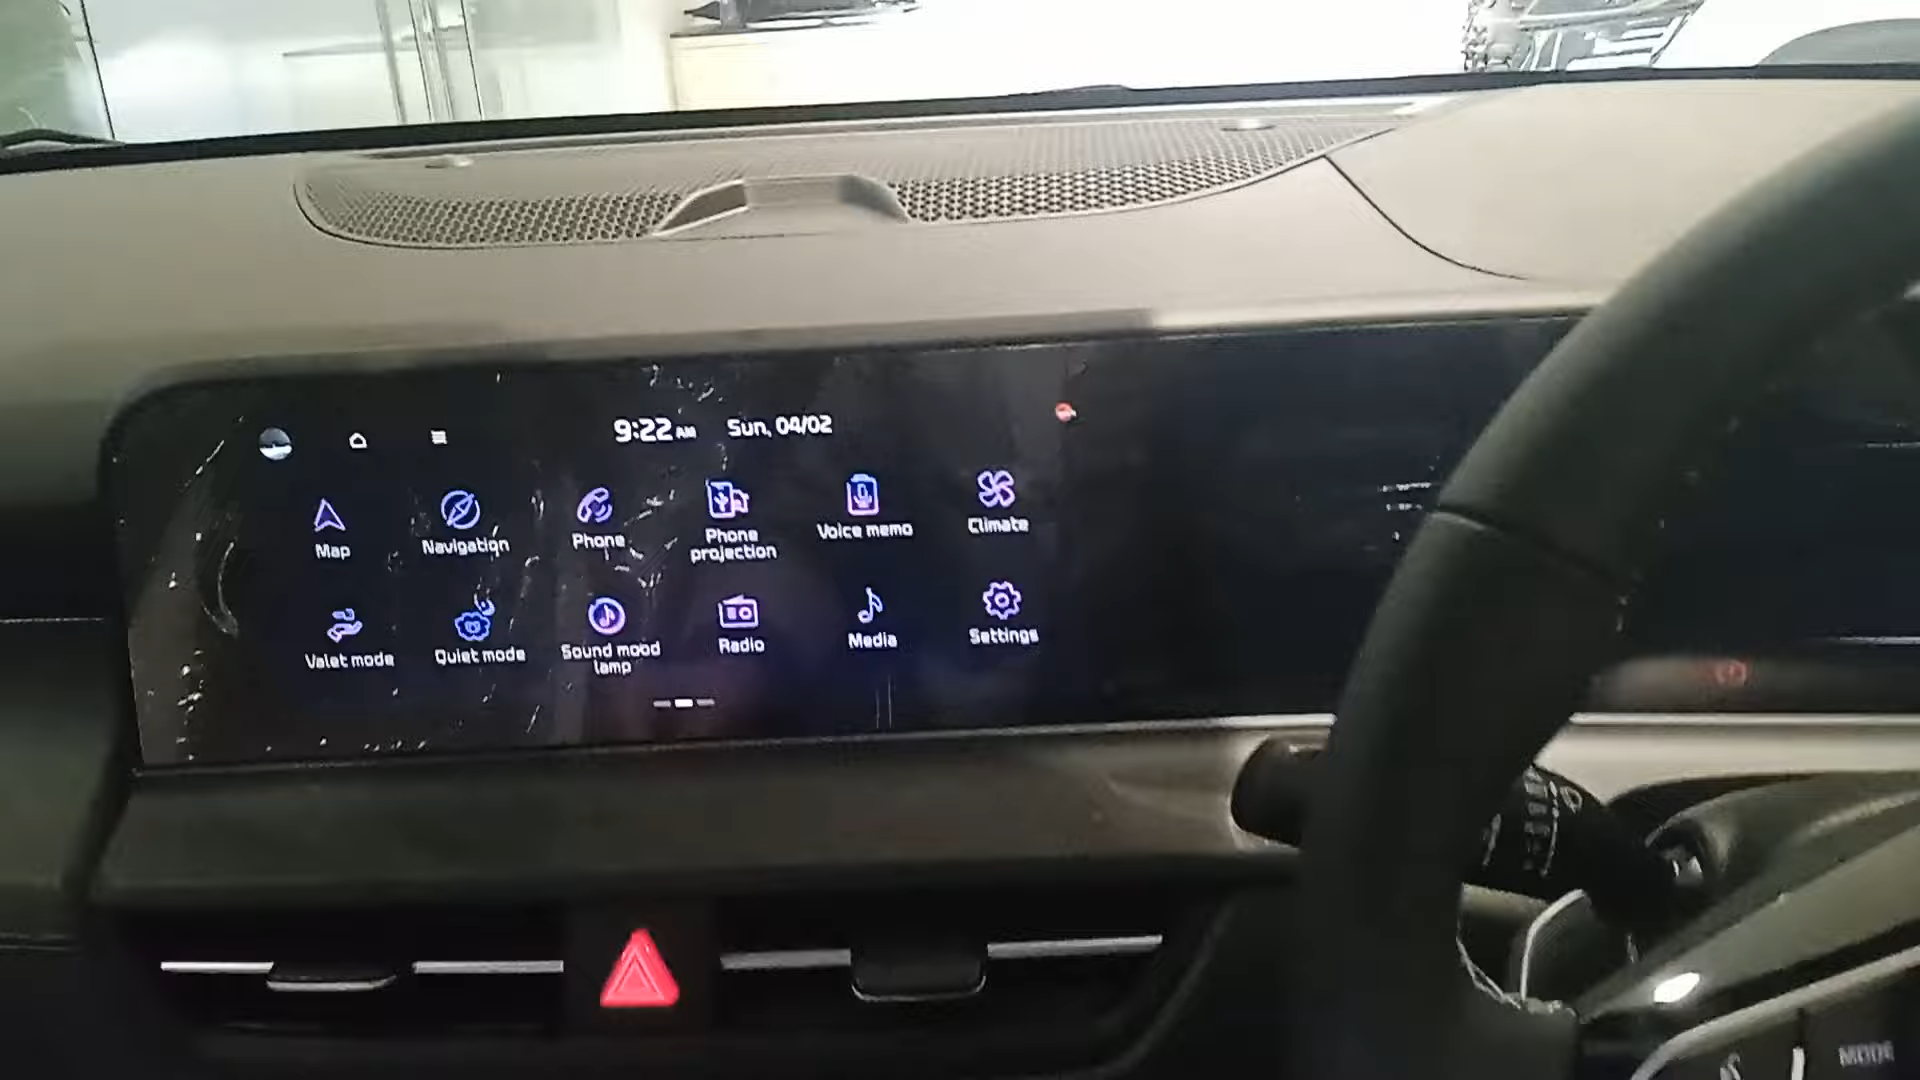 9:22 AM Sun, 04/02
Map
Navigation
Phone
Phone
projection
Voice memo
Climate
Valet mode
Quiet mode
Sound mood
lamp
Radio
Media
Settings
MODE